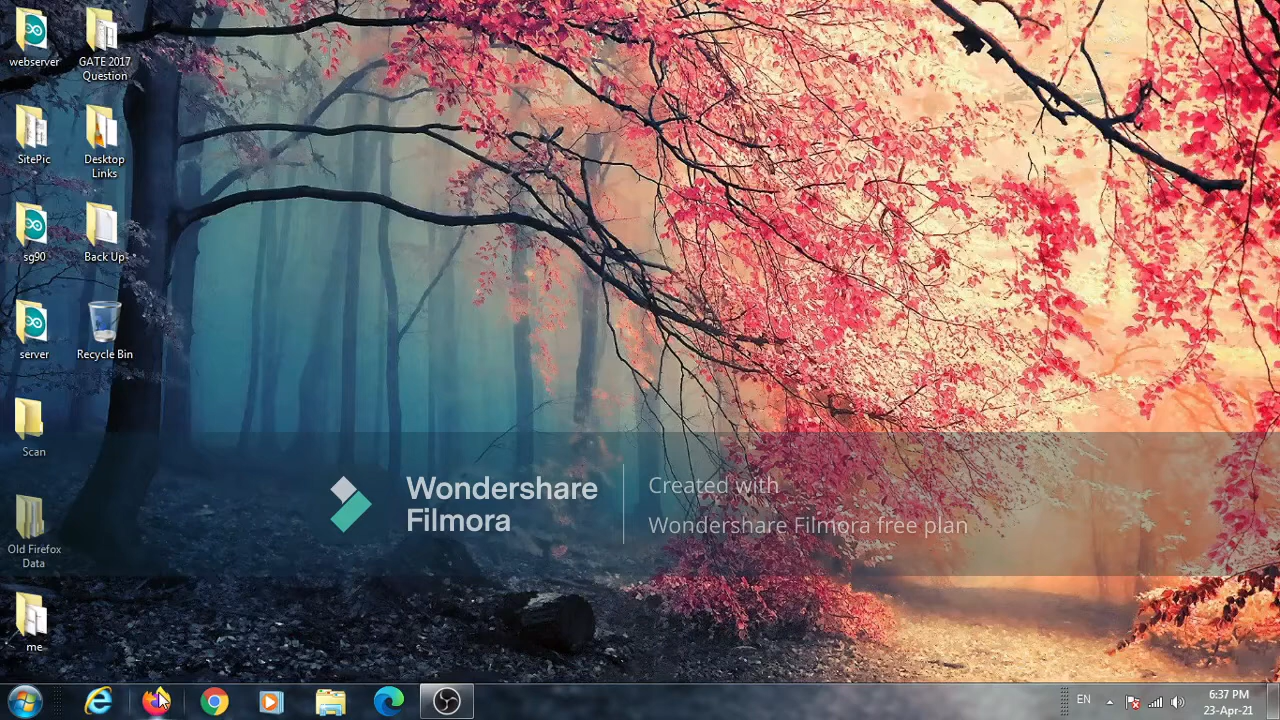 webserver
GATE 2017
Question
SitePic
Desktop
Links
sg90
Back Up
server
Recycle Bin
Scan
Old Firefox
Data
me
Wondershare
Filmora
Created with
Wondershare Filmora free plan
EN
6:37 PM
23-Apr-21